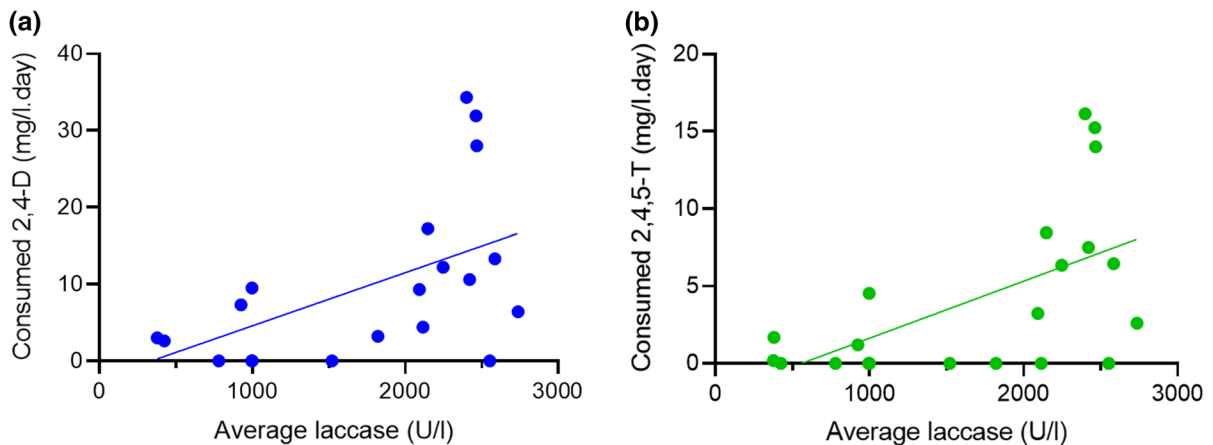 (a)
Consumed 2,4-D (mg/l.day)
40
30
20
10
0
0 1000 2000 3000
Average laccase (U/l)
(b)
Consumed 2,4,5-T (mg/l.day)
20
15
10
5
0
0 1000 2000 3000
Average laccase (U/l)